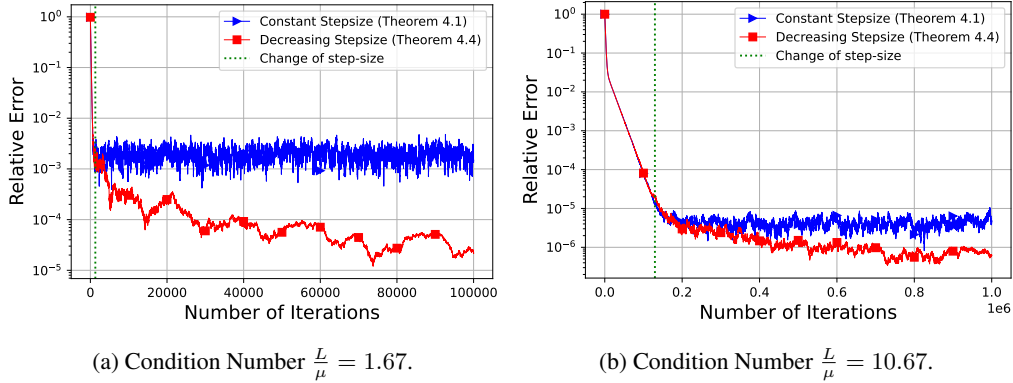 Constant Stepsize (Theorem 4.1)
Decreasing Stepsize (Theorem 4.4)
Change of step-size
Relative Error
10⁰
10⁻¹
10⁻²
10⁻³
10⁻⁴
10⁻⁵
0 20000 40000 60000 80000 100000
Number of Iterations
(a) Condition Number L/μ = 1.67.
Constant Stepsize (Theorem 4.1)
Decreasing Stepsize (Theorem 4.4)
Change of step-size
Relative Error
10⁰
10⁻¹
10⁻²
10⁻³
10⁻⁴
10⁻⁵
10⁻⁶
0.0 0.2 0.4 0.6 0.8 1.0
1e6
Number of Iterations
(b) Condition Number L/μ = 10.67.